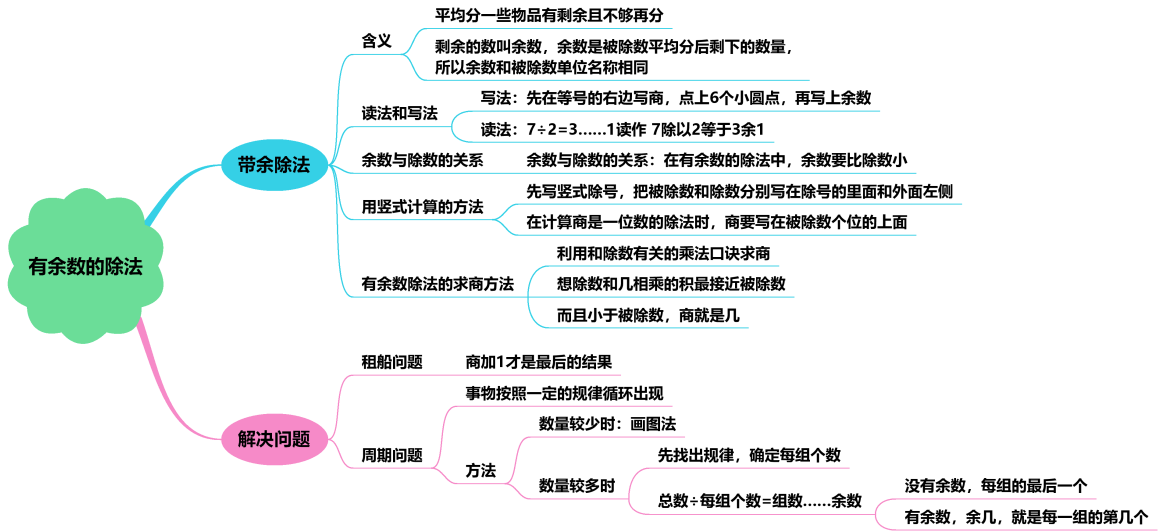 有余数的除法
带余除法
含义
平均分一些物品有剩余且不够再分
剩余的数叫余数，余数是被除数平均分后剩下的数量，
所以余数和被除数单位名称相同
读法和写法
写法：先在等号的右边写商，点上6个小圆点，再写上余数
读法：7÷2=3……1读作 7除以2等于3余1
余数与除数的关系
余数与除数的关系：在有余数的除法中，余数要比除数小
用竖式计算的方法
先写竖式除号，把被除数和除数分别写在除号的里面和外面左侧
在计算商是一位数的除法时，商要写在被除数个位的上面
有余数除法的求商方法
利用和除数有关的乘法口诀求商
想除数和几相乘的积最接近被除数
而且小于被除数，商就是几
解决问题
租船问题
商加1才是最后的结果
周期问题
事物按照一定的规律循环出现
方法
数量较少时：画图法
数量较多时
先找出规律，确定每组个数
总数÷每组个数=组数……余数
没有余数，每组的最后一个
有余数，余几，就是每一组的第几个